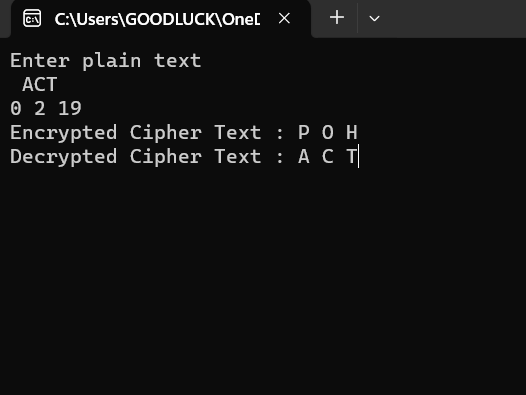 C:\Users\GOODLUCK\OneD
Enter plain text
ACT
0 2 19
Encrypted Cipher Text : P O H
Decrypted Cipher Text : A C T